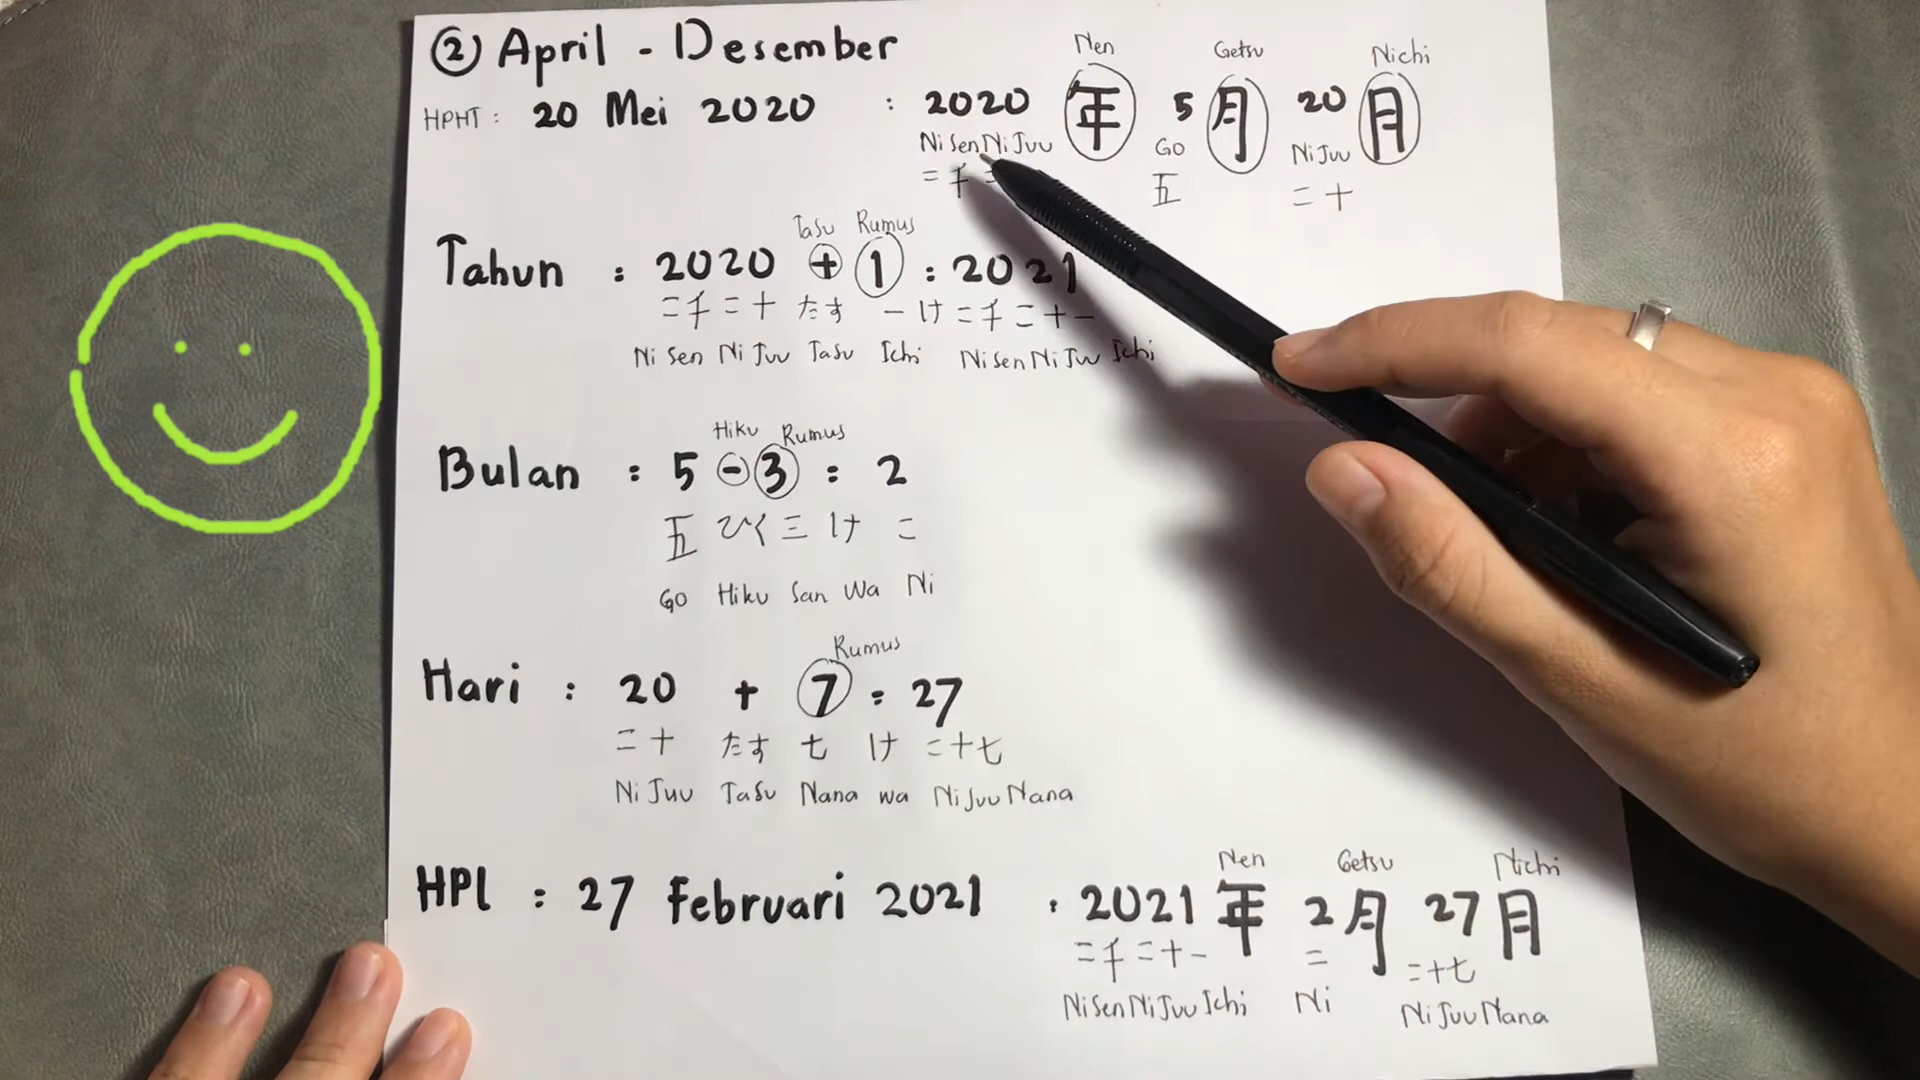 ② April - Desember
Nen Getsu Nichi
HPHT : 20 Mei 2020 : 2020 年 5 月 20 月
Ni Sen Ni Juu Go Ni Juu
二千 五 二十
Tasu Rumus
Tahun : 2020 + 1 : 2021
二千二十 たす 一 け 二千二十一
Ni Sen Ni Juu Tasu Ichi Ni Sen Ni Juu Ichi
Hiku Rumus
Bulan : 5 - 3 : 2
五 ひく 三 け 二
Go Hiku San Wa Ni
Rumus
Hari : 20 + 7 : 27
二十 たす 七 け 二十七
Ni Juu Tasu Nana wa Ni Juu Nana
Nen Getsu Nichi
HPL : 27 Februari 2021 : 2021 年 2 月 27 月
二千二十一 二 二十七
Ni Sen Ni Juu Ichi Ni Ni Juu Nana